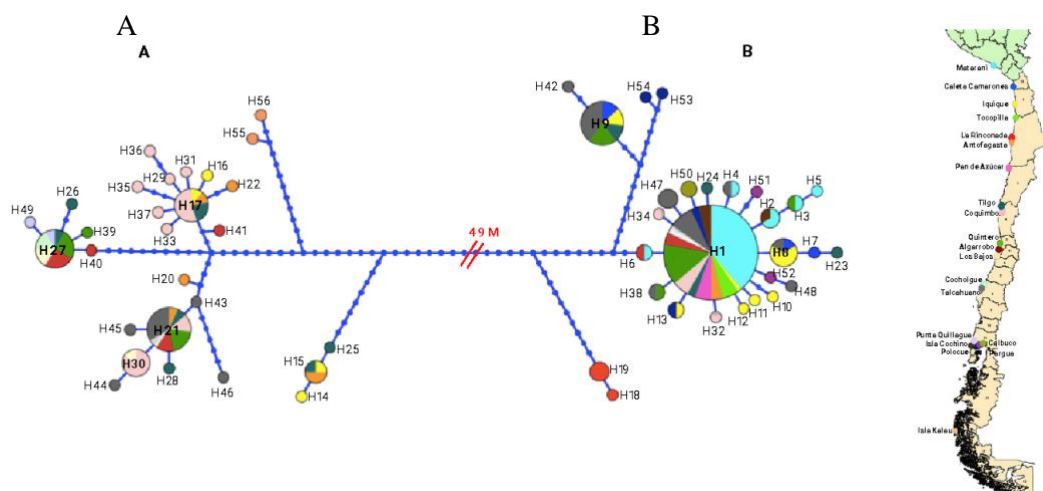 A
B
A
B
H42
H54
H53
H9
H56
H55
H36
H31
H16
H29
H35
H22
H17
H37
H33
H41
H26
H49
H39
H27
H40
49 M
H47
H50
H24
H4
H51
H5
H2
H3
H34
H1
H6
H8
H7
H23
H52
H48
H38
H13
H32
H12
H11
H10
H20
H43
H45
H21
H30
H28
H44
H46
H25
H15
H14
H19
H18
Matarani
Caleta Camarones
Iquique
Tocopilla
La Rinconada
Antofagasta
Pan de Azúcar
Tilgo
Coquimbo
Quintero
Algarrobo
Los Bajos
Cocholgue
Talcahuano
Punta Quillagua
Isla Cochino
Calbuco
Polocue
Pargua
Isla Kalau